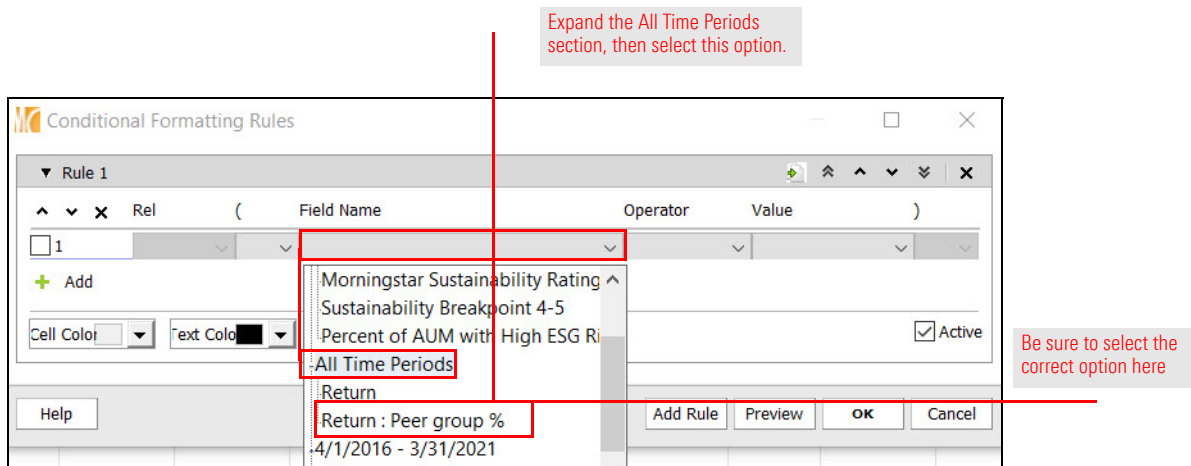 Expand the All Time Periods
section, then select this option.
Conditional Formatting Rules
Rule 1
Rel ( Field Name Operator Value )
1
Add
Morningstar Sustainability Rating
Sustainability Breakpoint 4-5
Percent of AUM with High ESG Ri
Cell Color Text Colo Active
All Time Periods
Be sure to select the
correct option here
Return
Help Return : Peer group % Add Rule Preview OK Cancel
4/1/2016 - 3/31/2021